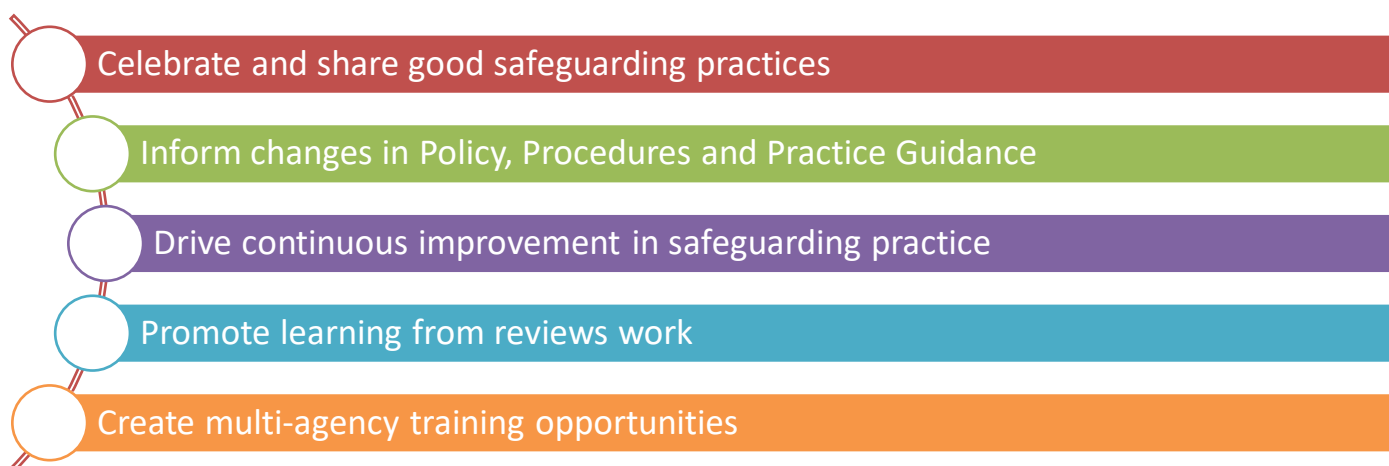 Celebrate and share good safeguarding practices
Inform changes in Policy, Procedures and Practice Guidance
Drive continuous improvement in safeguarding practice
Promote learning from reviews work
Create multi-agency training opportunities